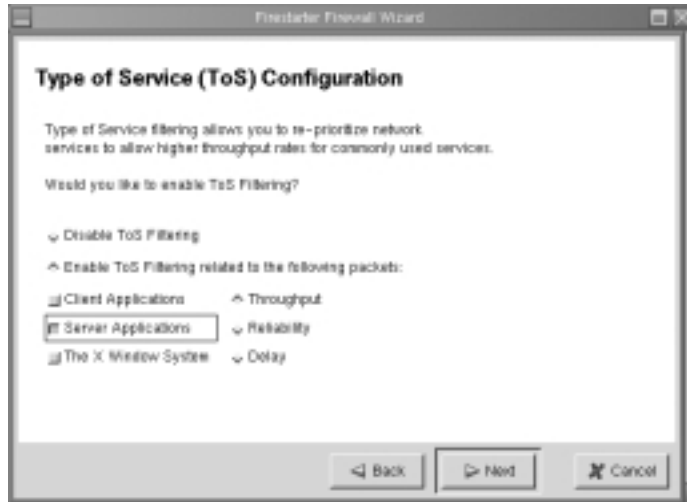 Firestarter Firewall Wizard
Type of Service (ToS) Configuration
Type of Service filtering allows you to re-prioritize network
services to allow higher throughput rates for commonly used services.
Would you like to enable ToS Filtering?
Disable ToS Filtering
Enable ToS Filtering related to the following packets:
Client Applications Throughput
Server Applications Reliability
The X Window System Delay
Back Next Cancel